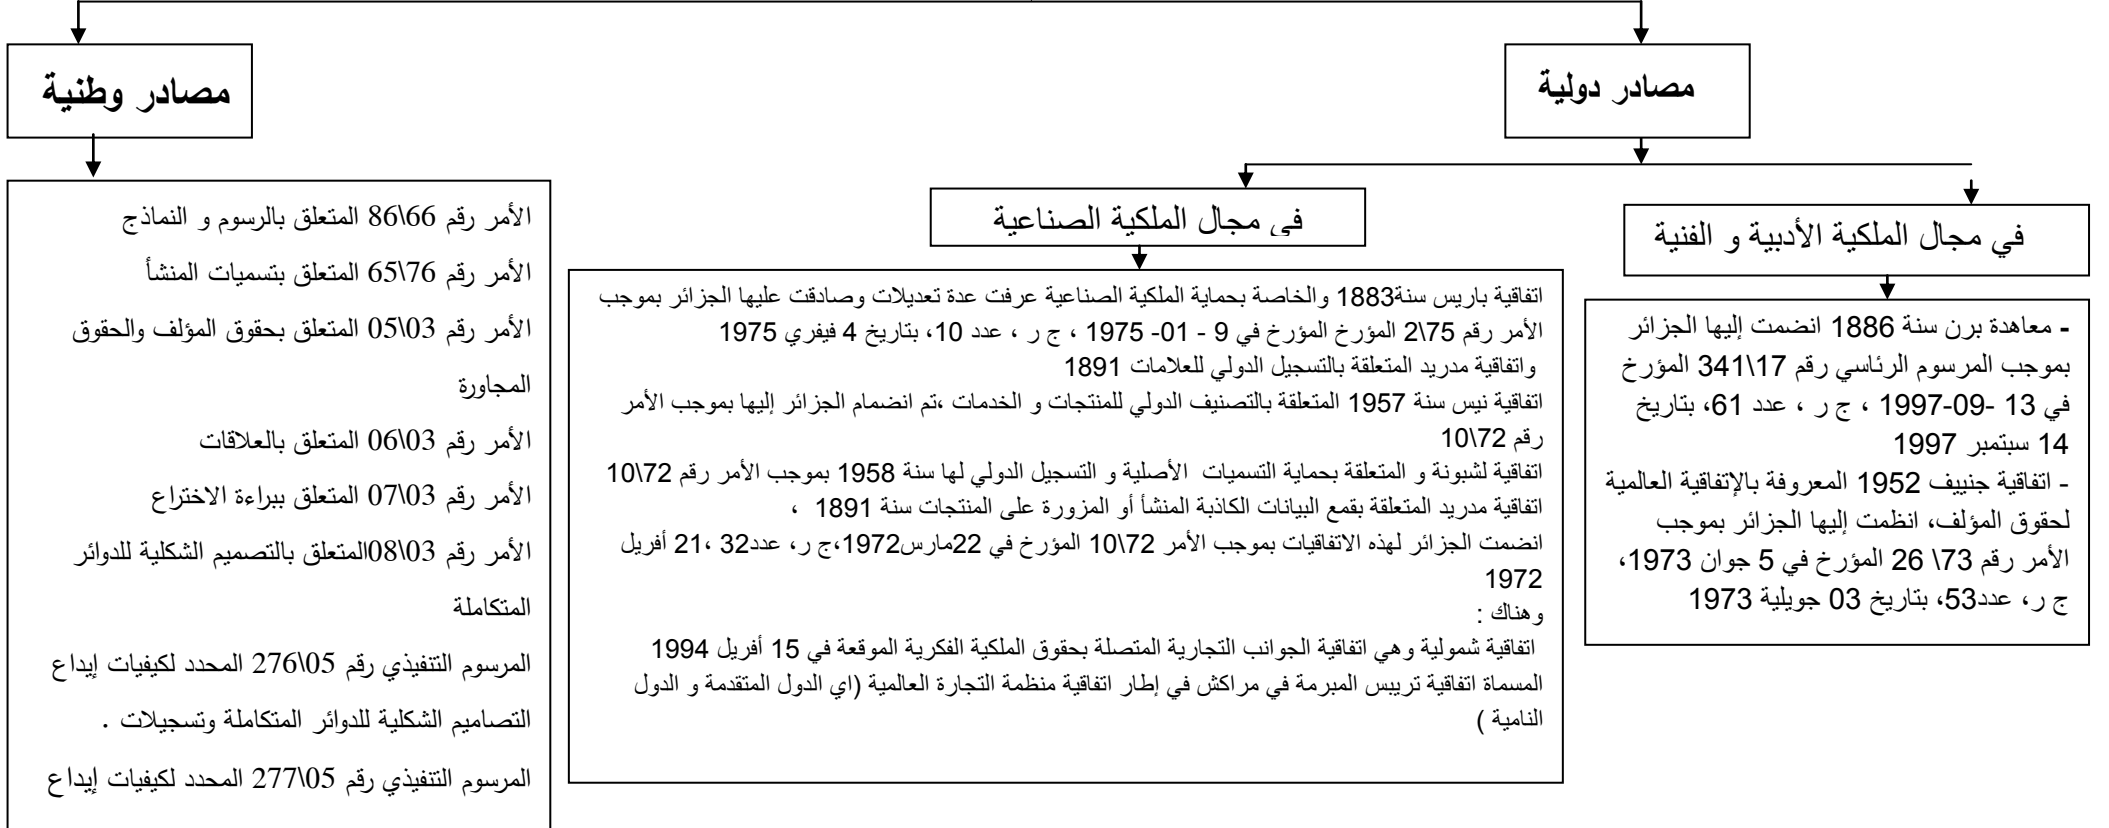 مصادر دولية
مصادر وطنية
في مجال الملكية الأدبية و الفنية
- معاهدة برن سنة 1886 انضمت إليها الجزائر
بموجب المرسوم الرئاسي رقم 17\341 المؤرخ
في 13 -09-1997 ، ج ر ، عدد 61، بتاريخ
14 سبتمبر 1997
- اتفاقية جنييف 1952 المعروفة بالإتفاقية العالمية
لحقوق المؤلف، انظمت إليها الجزائر بموجب
الأمر رقم 73\ 26 المؤرخ في 5 جوان 1973،
ج ر، عدد53، بتاريخ 03 جويلية 1973
في مجال الملكية الصناعية
اتفاقية باريس سنة1883 والخاصة بحماية الملكية الصناعية عرفت عدة تعديلات وصادقت عليها الجزائر بموجب
الأمر رقم 75\2 المؤرخ المؤرخ في 9 - 01- 1975 ، ج ر ، عدد 10، بتاريخ 4 فيفري 1975
واتفاقية مدريد المتعلقة بالتسجيل الدولي للعلامات 1891
اتفاقية نيس سنة 1957 المتعلقة بالتصنيف الدولي للمنتجات و الخدمات ،تم انضمام الجزائر إليها بموجب الأمر
رقم 72\10
اتفاقية لشبونة و المتعلقة بحماية التسميات الأصلية و التسجيل الدولي لها سنة 1958 بموجب الأمر رقم 72\10
اتفاقية مدريد المتعلقة بقمع البيانات الكاذبة المنشأ أو المزورة على المنتجات سنة 1891 ،
انضمت الجزائر لهذه الاتفاقيات بموجب الأمر 72\10 المؤرخ في 22مارس1972،ج ر، عدد32 ،21 أفريل
1972
وهناك :
اتفاقية شمولية وهي اتفاقية الجوانب التجارية المتصلة بحقوق الملكية الفكرية الموقعة في 15 أفريل 1994
المسماة اتفاقية تريبس المبرمة في مراكش في إطار اتفاقية منظمة التجارة العالمية (اي الدول المتقدمة و الدول
النامية )
الأمر رقم 66\86 المتعلق بالرسوم و النماذج
الأمر رقم 76\65 المتعلق بتسميات المنشأ
الأمر رقم 03\05 المتعلق بحقوق المؤلف والحقوق
المجاورة
الأمر رقم 03\06 المتعلق بالعلاقات
الأمر رقم 03\07 المتعلق ببراءة الاختراع
الأمر رقم 03\08المتعلق بالتصميم الشكلية للدوائر
المتكاملة
المرسوم التنفيذي رقم 05\276 المحدد لكيفيات إيداع
التصاميم الشكلية للدوائر المتكاملة وتسجيلات .
المرسوم التنفيذي رقم 05\277 المحدد لكيفيات إيداع